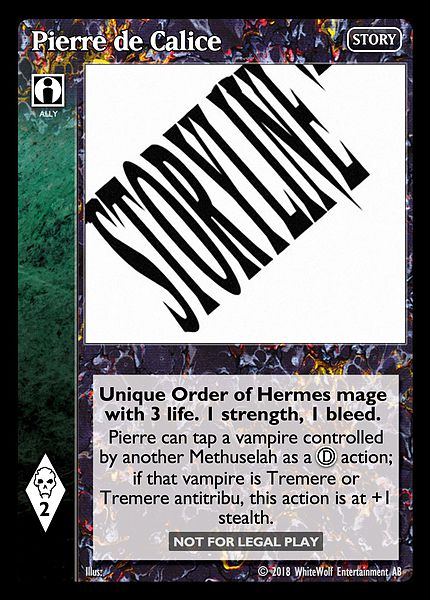 Pierre de Calice
STORY
ALLY
STORYLINE
Unique Order of Hermes mage
with 3 life. 1 strength, 1 bleed.
Pierre can tap a vampire controlled
by another Methuselah as a Ⓓ action;
if that vampire is Tremere or
Tremere antitribu, this action is at +1
stealth.
2
NOT FOR LEGAL PLAY
Illus: © 2018 WhiteWolf Entertainment AB